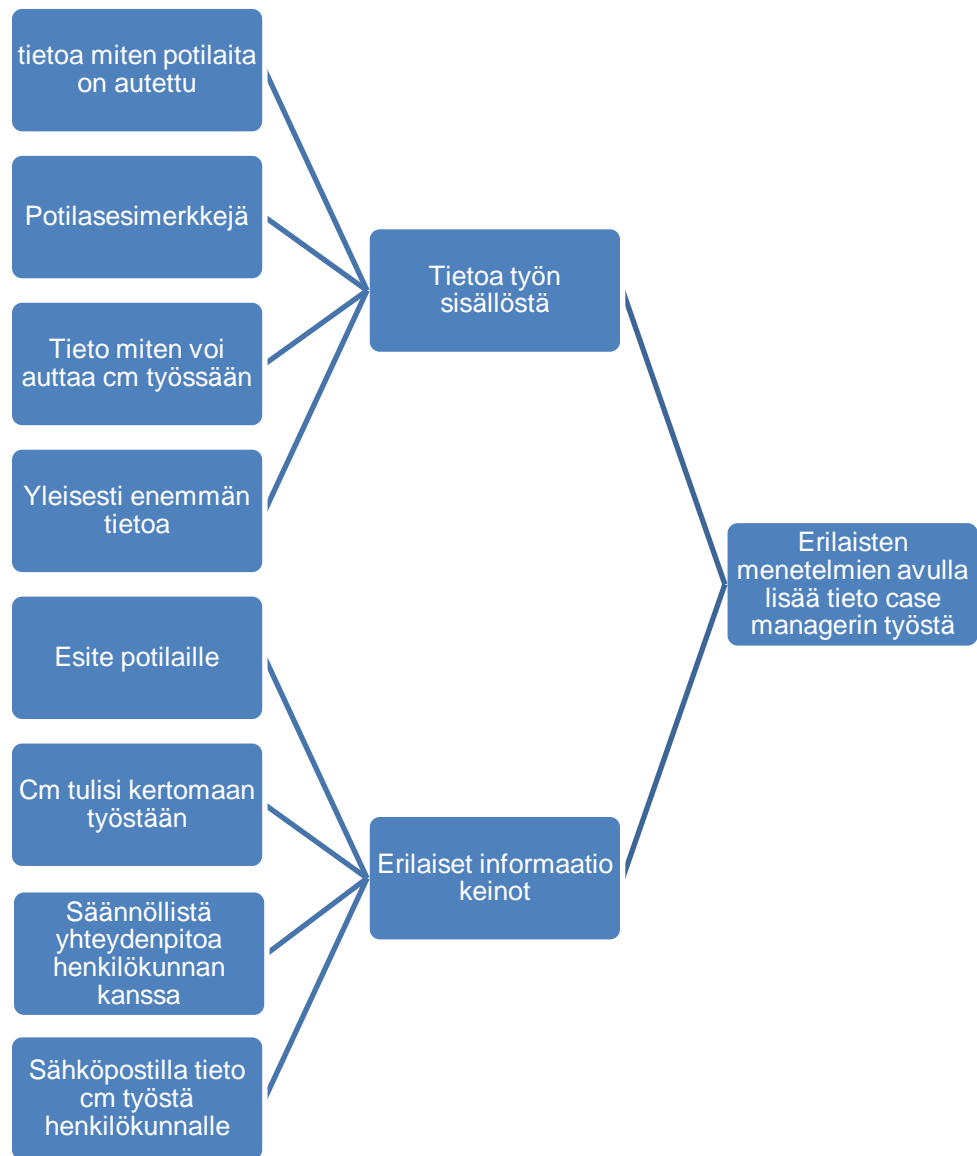 tietoa miten potilaita
on autettu
Potilasesimerkkejä
Tieto miten voi
auttaa cm työssään
Yleisesti enemmän
tietoa
Esite potilaille
Cm tulisi kertomaan
työstään
Säännöllistä
yhteydenpitoa
henkilökunnan
kanssa
Sähköpostilla tieto
cm työstä
henkilökunnalle
Tietoa työn
sisällöstä
Erilaiset informaatio
keinot
Erilaisten
menetelmien avulla
lisää tieto case
managerin työstä